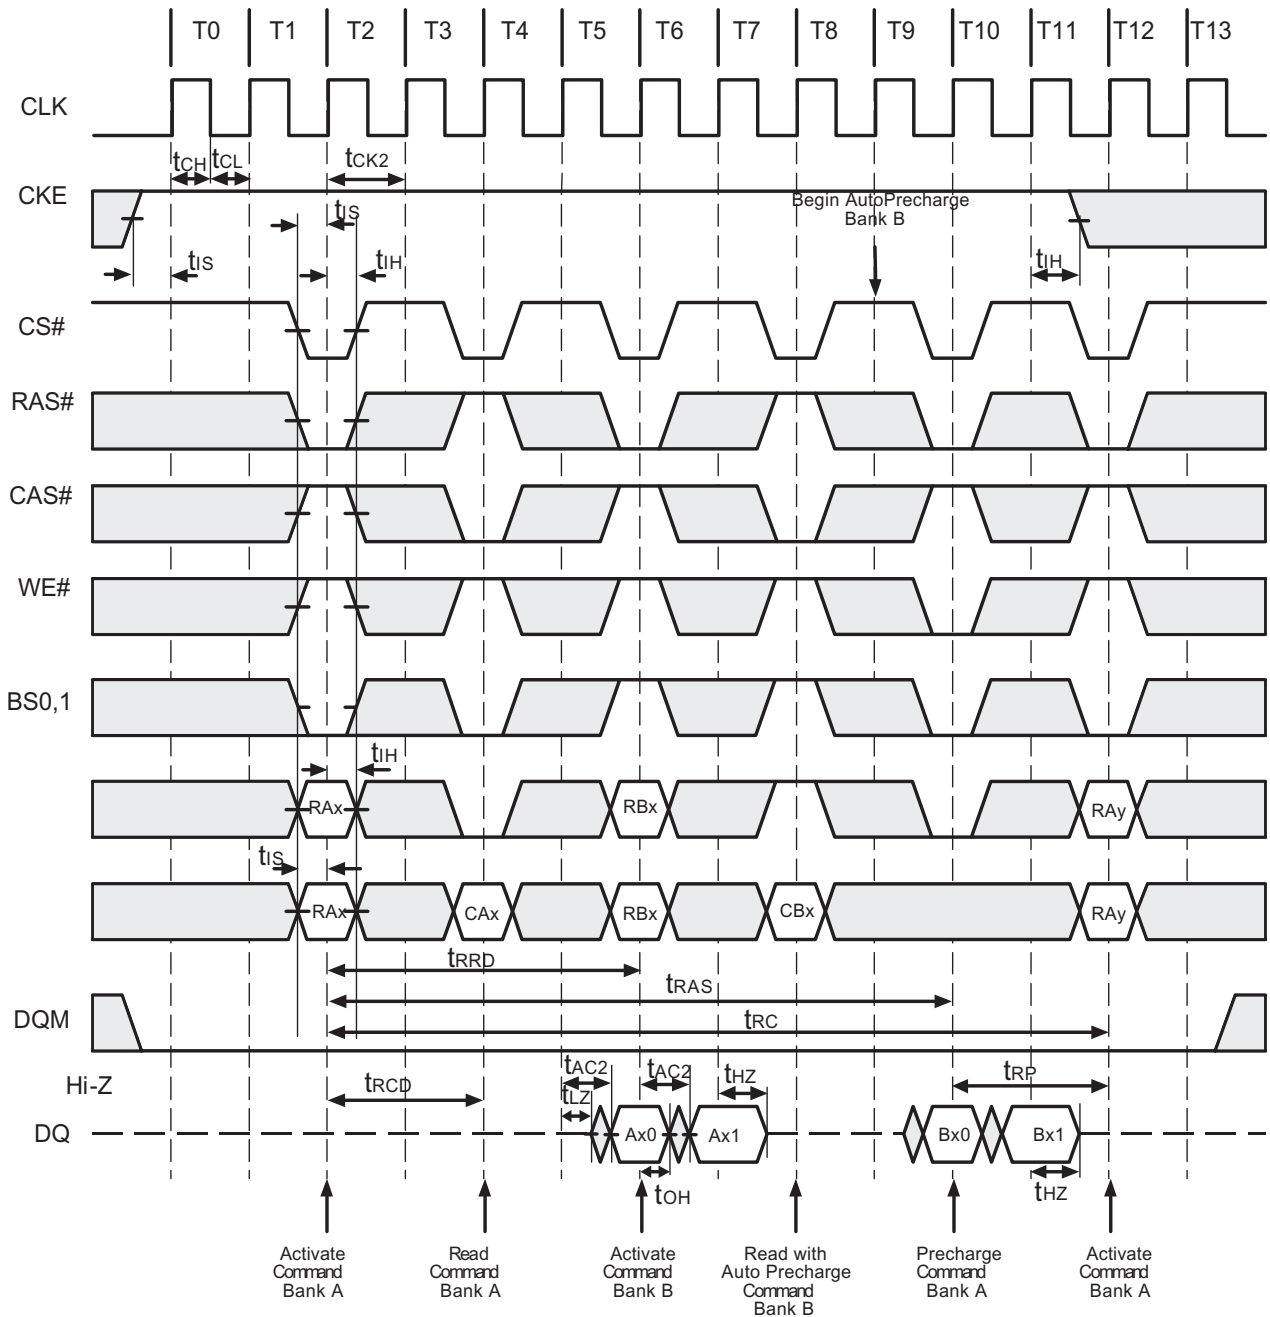 T0 T1 T2 T3 T4 T5 T6 T7 T8 T9 T10 T11 T12 T13
CLK
tCH tCL tCK2
CKE
Begin AutoPrecharge
Bank B
tIS
tIS tIH tIH
CS#
RAS#
CAS#
WE#
BS0,1
tIH
RAx RBx RAy
tIS
RAx CAx RBx CBx RAy
tRRD
tRAS
DQM
tRC
Hi-Z
tRCD tAC2 tAC2 tHZ tRP
tLZ
DQ
Ax0 Ax1 Bx0 Bx1
tOH tHZ
Activate
Command
Bank A
Read
Command
Bank A
Activate
Command
Bank B
Read with
Auto Precharge
Command
Bank B
Precharge
Command
Bank A
Activate
Command
Bank A